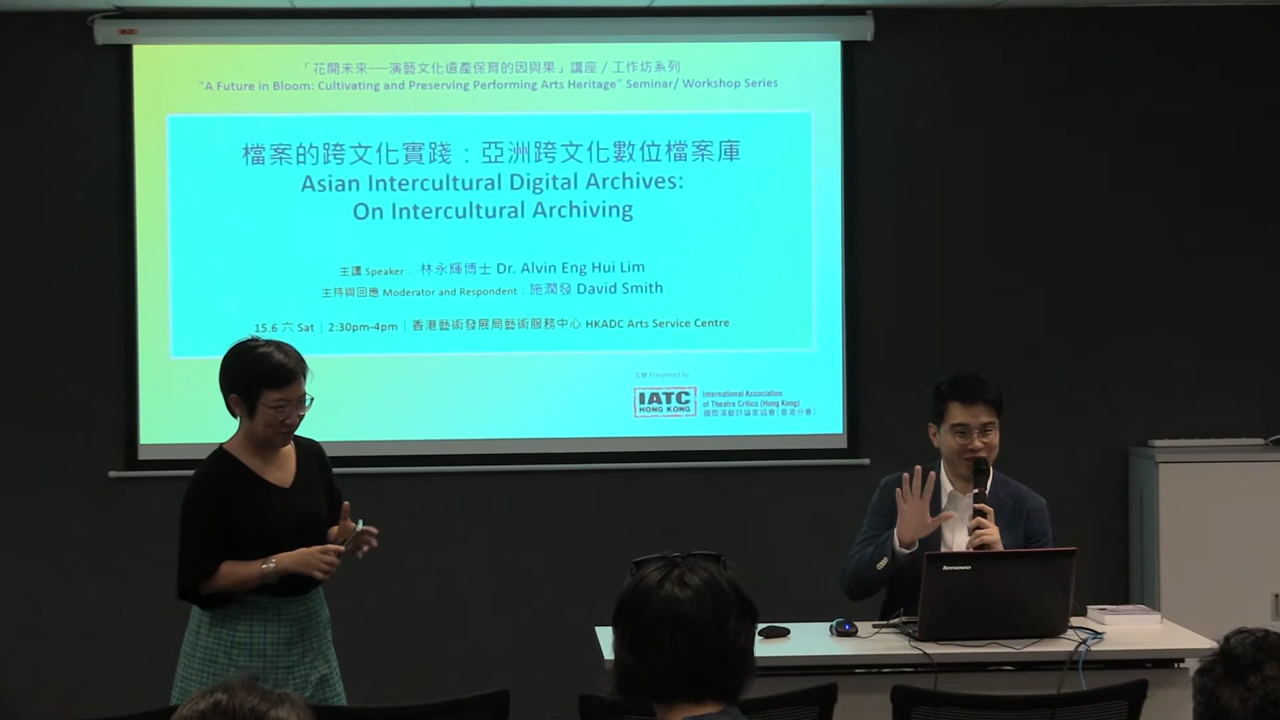 「花開未來──演藝文化遺產保育的因與果」講座 / 工作坊系列
"A Future in Bloom: Cultivating and Preserving Performing Arts Heritage" Seminar/ Workshop Series
檔案的跨文化實踐：亞洲跨文化數位檔案庫
Asian Intercultural Digital Archives:
On Intercultural Archiving
主講 Speaker： 林永輝博士 Dr. Alvin Eng Hui Lim
主持與回應 Moderator and Respondent：施潤發 David Smith
15.6 六 Sat｜2:30pm-4pm｜香港藝術發展局藝術服務中心 HKADC Arts Service Centre
主辦 Presented by
IATC
HONG KONG
International Association
of Theatre Critics (Hong Kong)
國際演藝評論家協會（香港分會）
lenovo